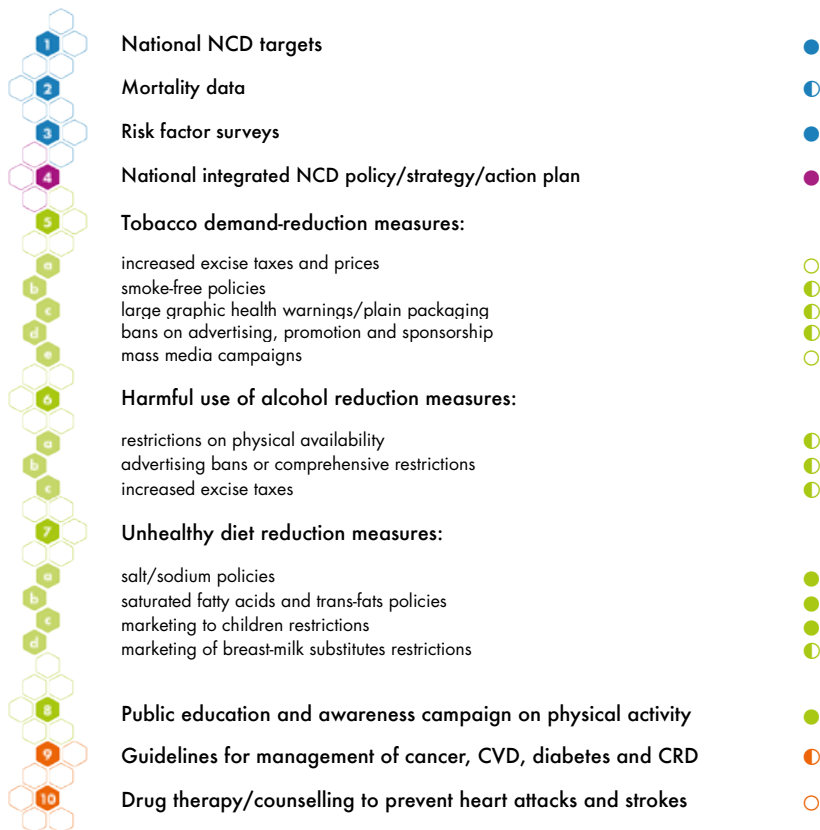 1 National NCD targets
2 Mortality data
3 Risk factor surveys
4 National integrated NCD policy/strategy/action plan
5 Tobacco demand-reduction measures:
a increased excise taxes and prices
b smoke-free policies
c large graphic health warnings/plain packaging
d bans on advertising, promotion and sponsorship
e mass media campaigns
6 Harmful use of alcohol reduction measures:
a restrictions on physical availability
b advertising bans or comprehensive restrictions
c increased excise taxes
7 Unhealthy diet reduction measures:
a salt/sodium policies
b saturated fatty acids and trans-fats policies
c marketing to children restrictions
d marketing of breast-milk substitutes restrictions
8 Public education and awareness campaign on physical activity
9 Guidelines for management of cancer, CVD, diabetes and CRD
10 Drug therapy/counselling to prevent heart attacks and strokes